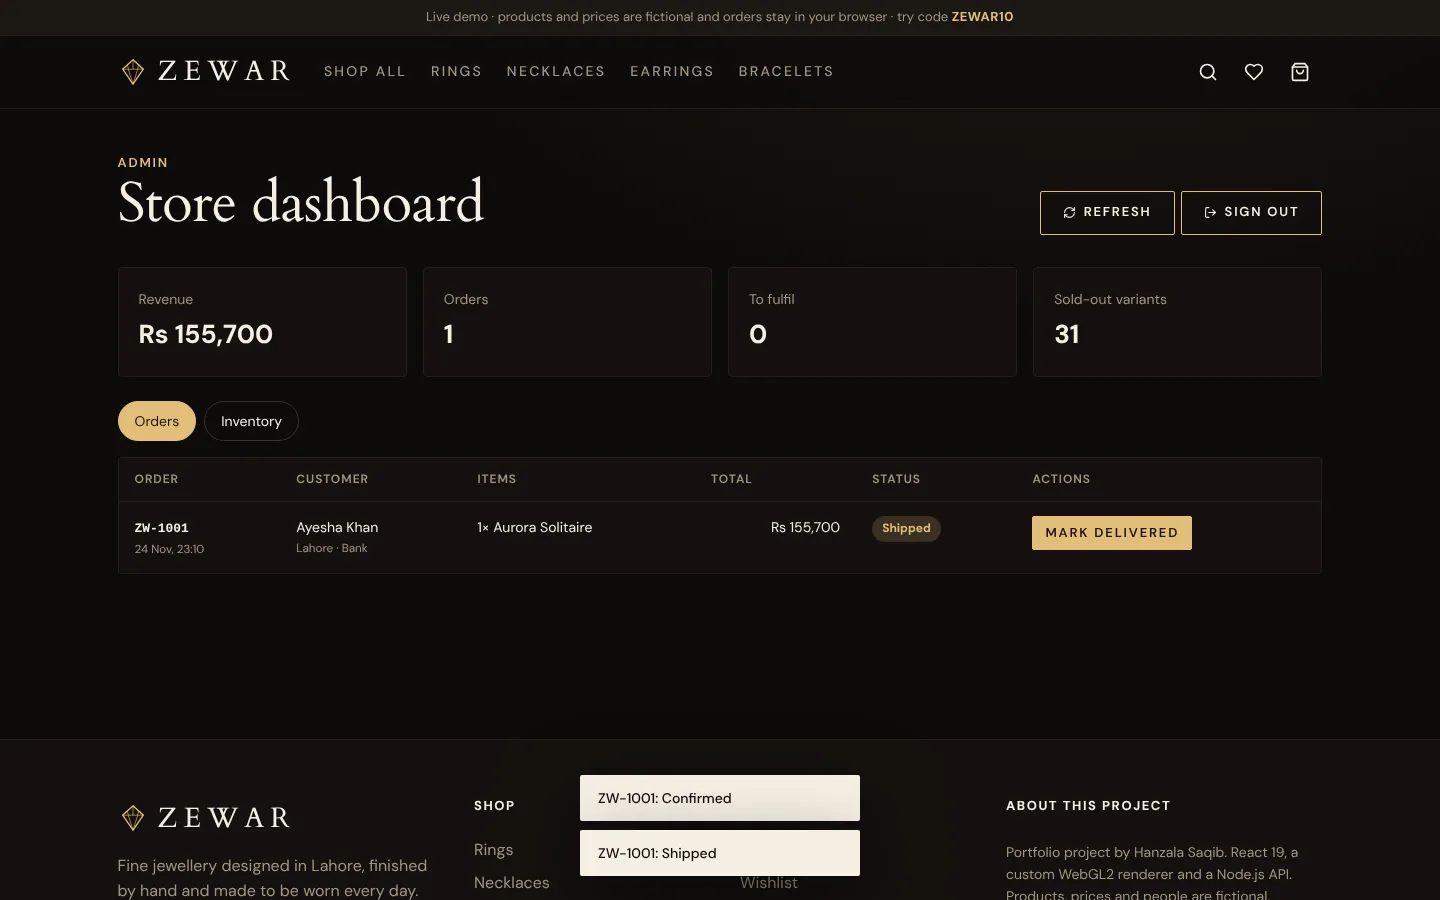 Live demo · products and prices are fictional and orders stay in your browser · try code ZEWAR10
ZEWAR
SHOP ALL RINGS NECKLACES EARRINGS BRACELETS
ADMIN
Store dashboard
REFRESH
SIGN OUT
Revenue
Rs 155,700
Orders
1
To fulfil
0
Sold-out variants
31
Orders
Inventory
ORDER CUSTOMER ITEMS TOTAL STATUS ACTIONS
ZW-1001 Ayesha Khan 1× Aurora Solitaire Rs 155,700 Shipped MARK DELIVERED
24 Nov, 23:10 Lahore · Bank
ZEWAR
Fine jewellery designed in Lahore, finished
by hand and made to be worn every day.
SHOP
Rings
Necklaces
ZW-1001: Confirmed
ZW-1001: Shipped
Wishlist
ABOUT THIS PROJECT
Portfolio project by Hanzala Saqib. React 19, a
custom WebGL2 renderer and a Node.js API.
Products, prices and people are fictional.